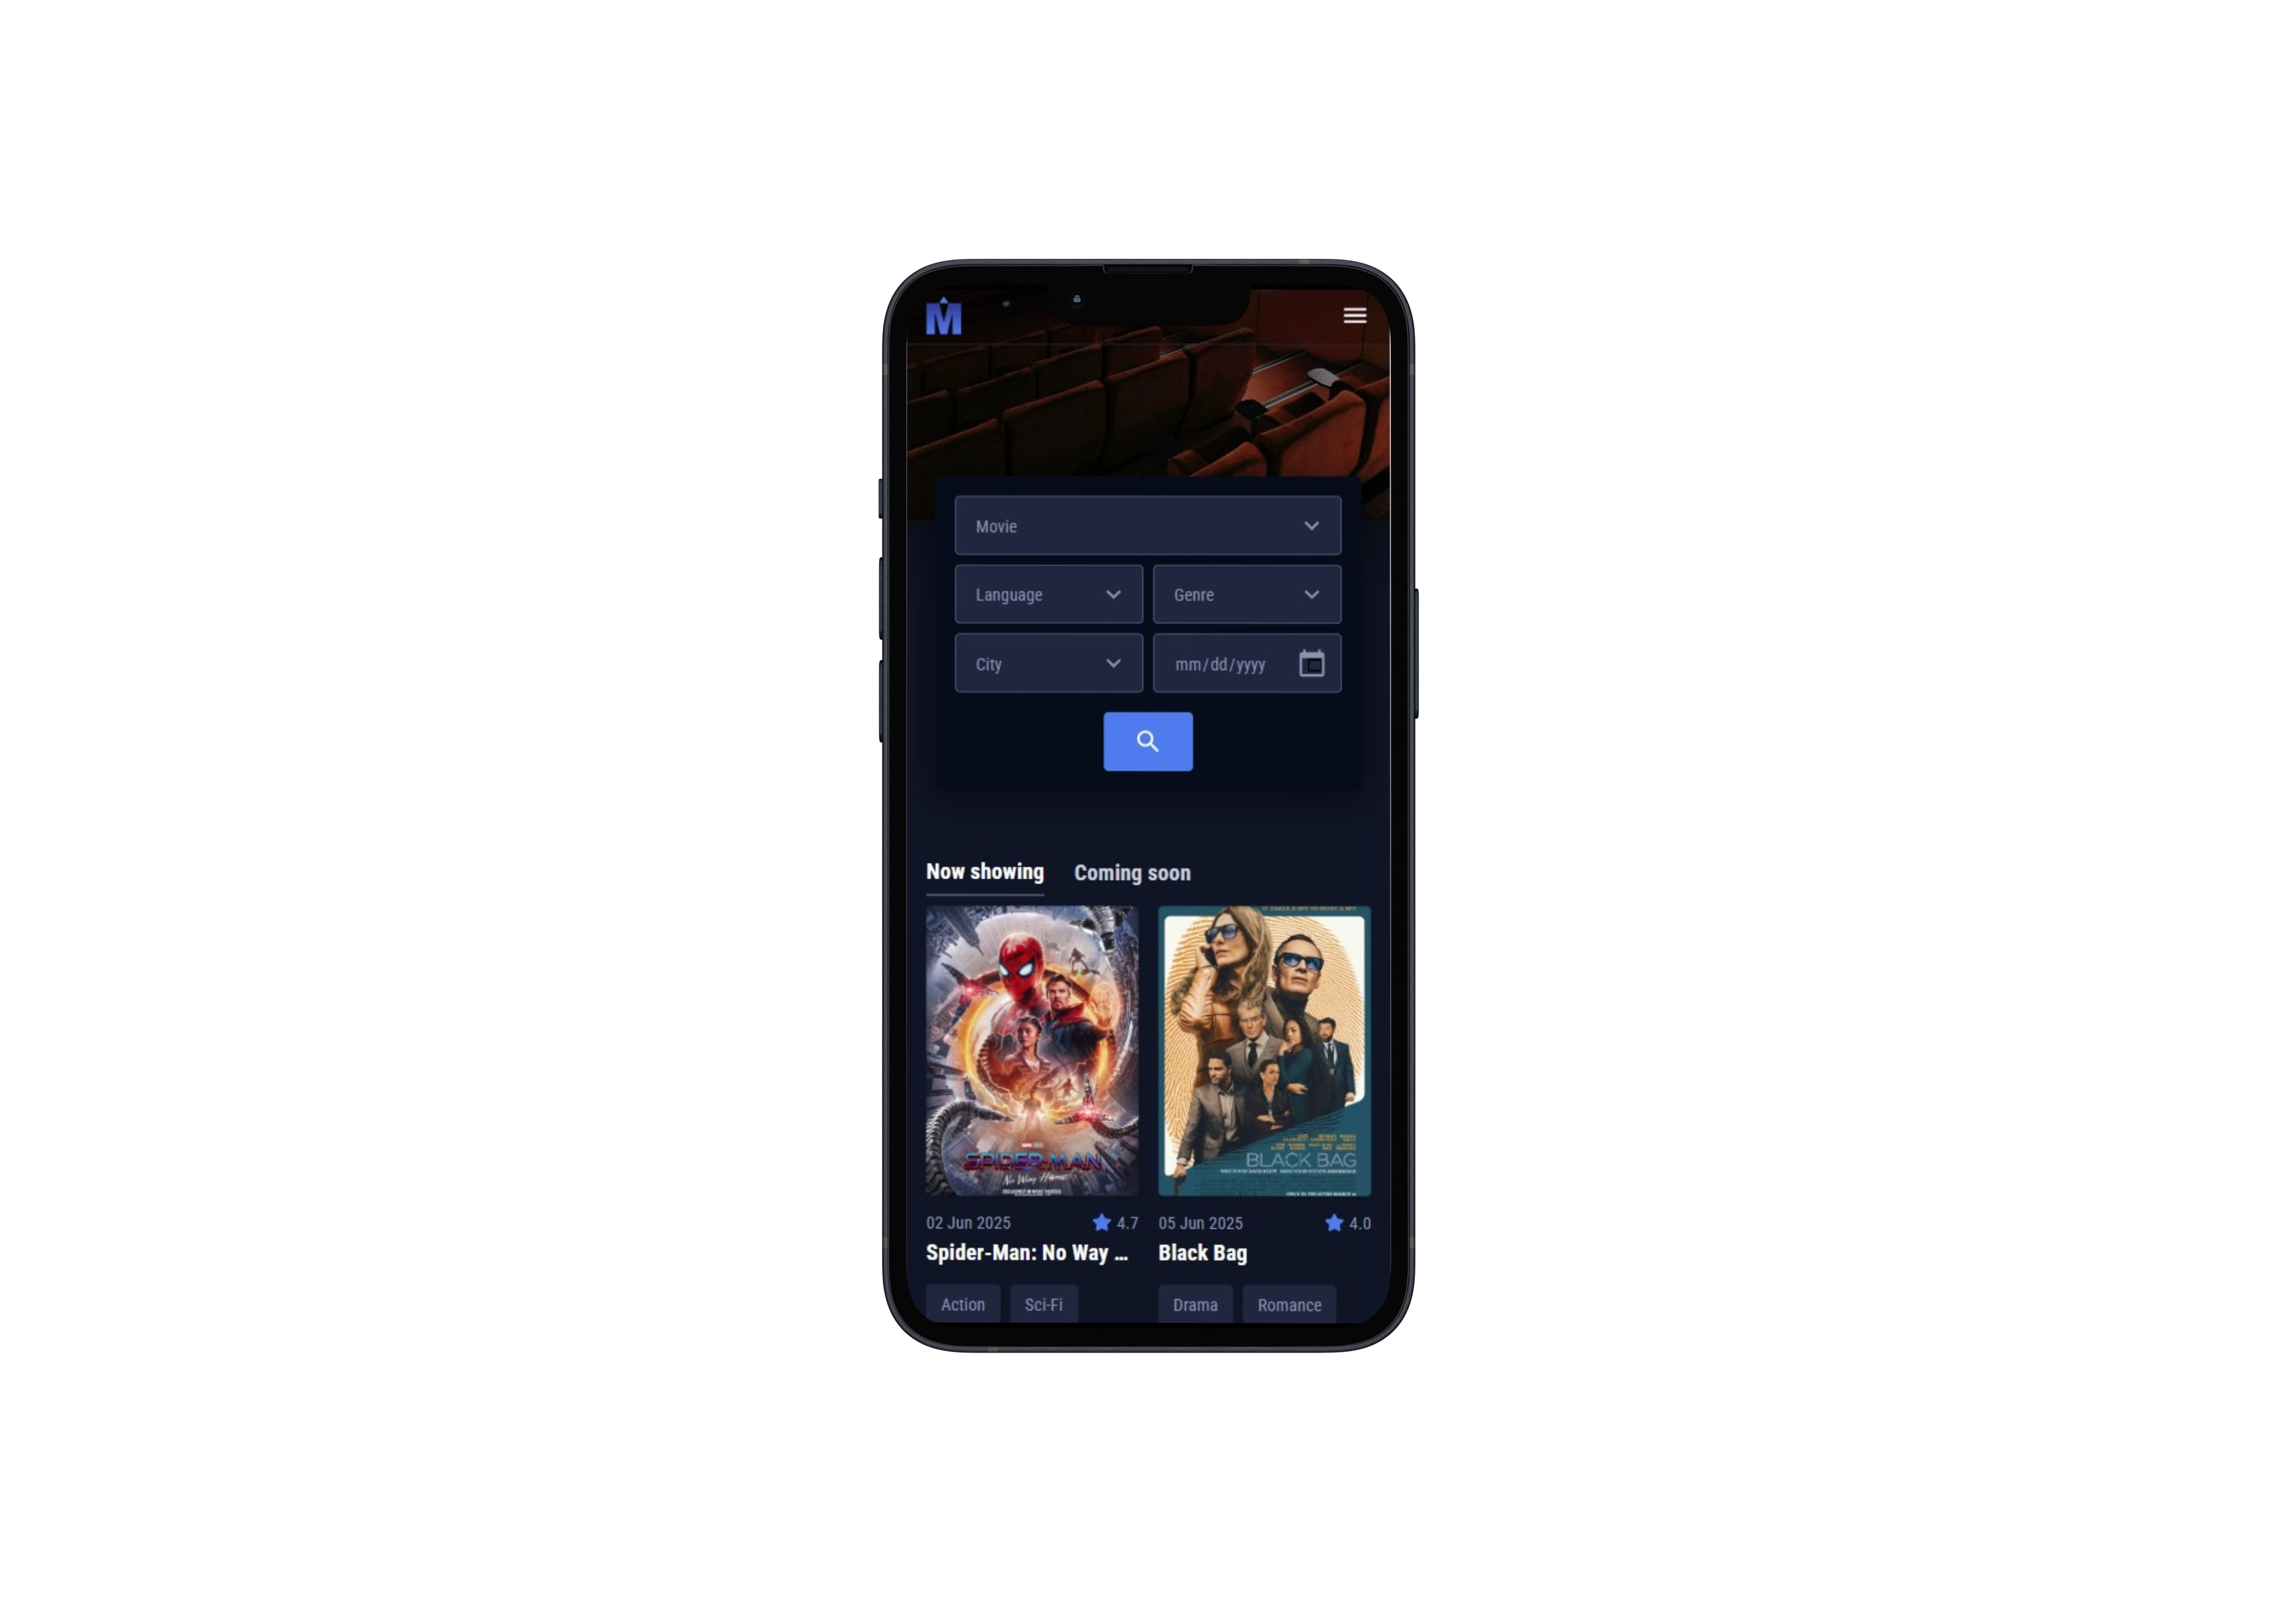 M
Movie
Language Genre
City mm/dd/yyyy
Now showing Coming soon
SPIDER-MAN
No Way Home
BLACK BAG
02 Jun 2025 4.7 05 Jun 2025 4.0
Spider-Man: No Way ... Black Bag
Action Sci-Fi Drama Romance